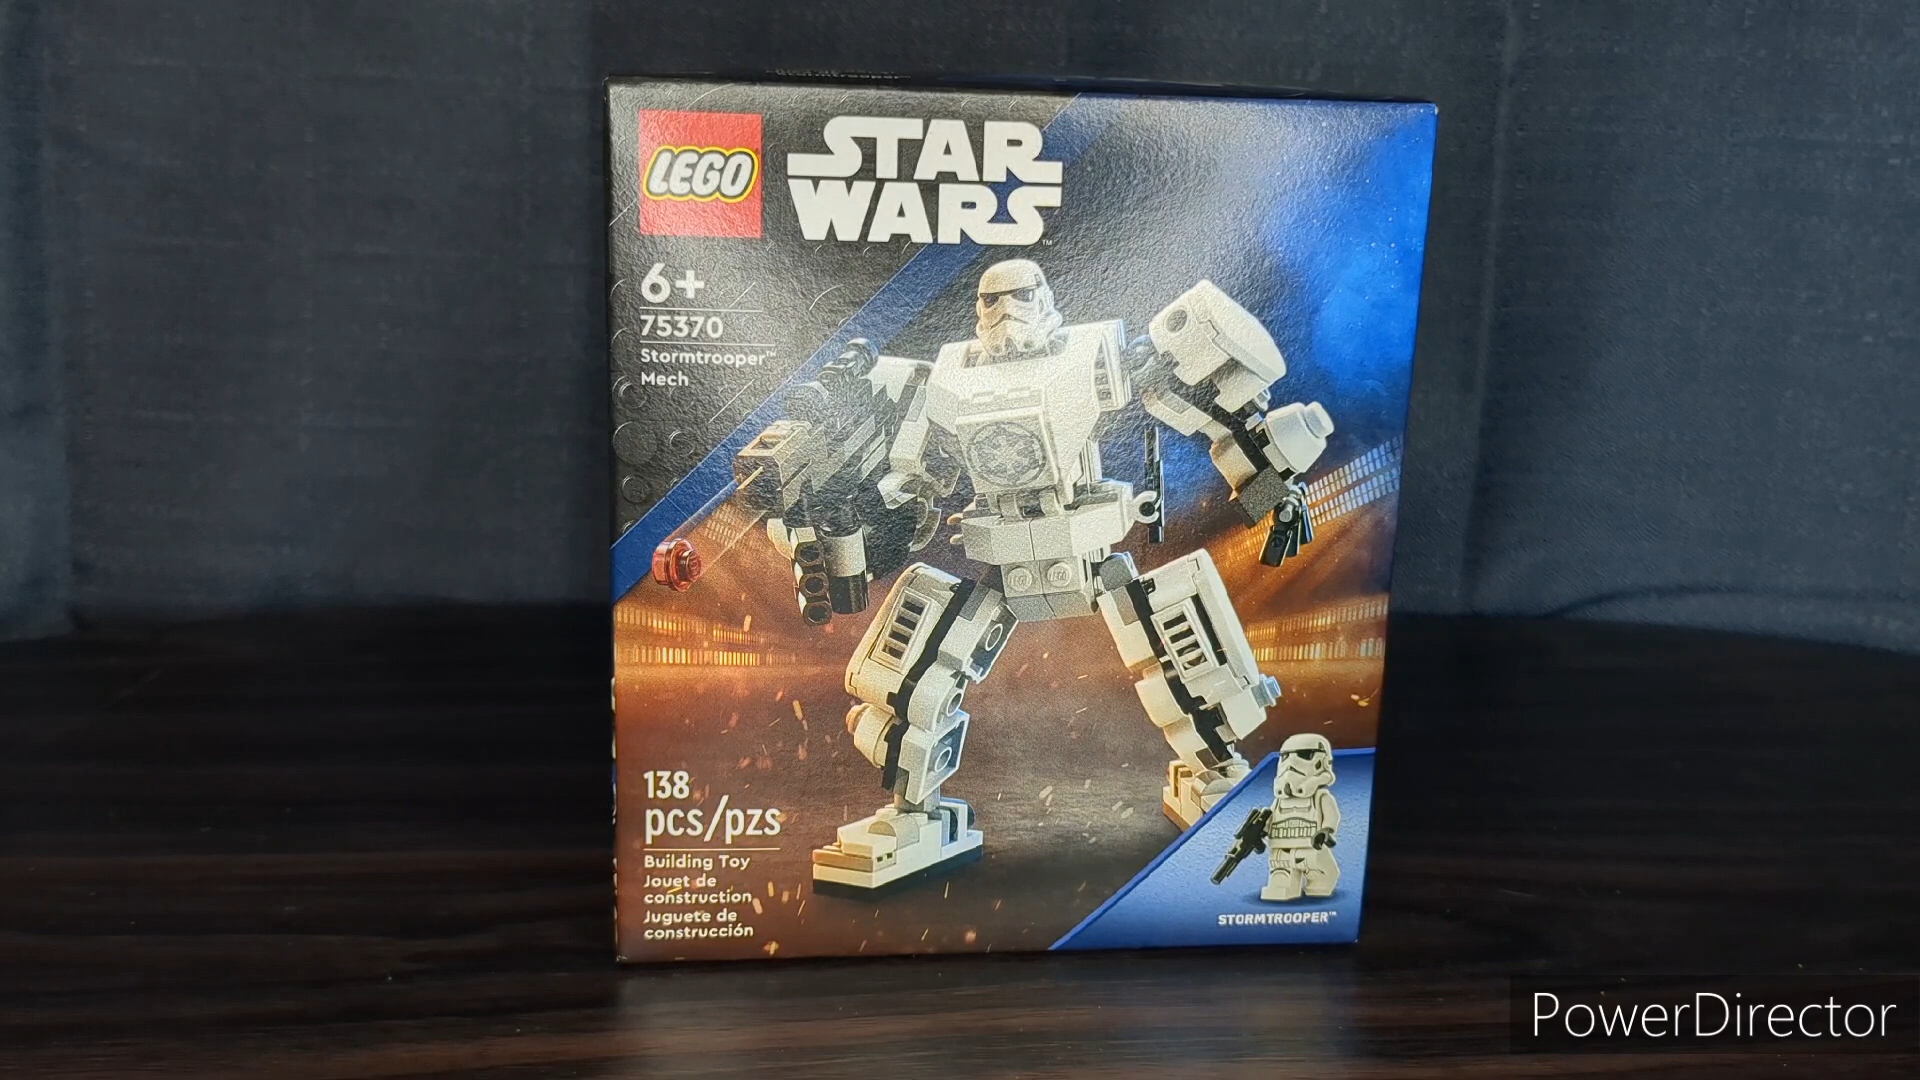 LEGO
STAR
WARS™
6+
75370
Stormtrooper™
Mech
138
pcs/pzs
Building Toy
Jouet de
construction
Juguete de
construcción
STORMTROOPER™
PowerDirector